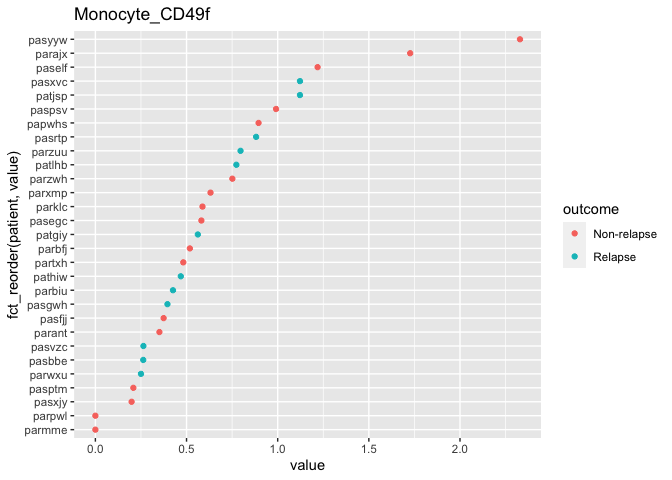 Monocyte_CD49f
fct_reorder(patient, value)
pasyyw
parajx
paself
pasxvc
patjsp
paspsv
papwhs
pasrtp
parzuu
patlhb
parzwh
parxmp
parklc
pasegc
patgiy
parbfj
partxh
pathiw
parbiu
pasgwh
pasfjj
parant
pasvzc
pasbbe
parwxu
pasptm
pasxjy
parpwl
parmme
0.0 0.5 1.0 1.5 2.0
value
outcome
Non-relapse
Relapse